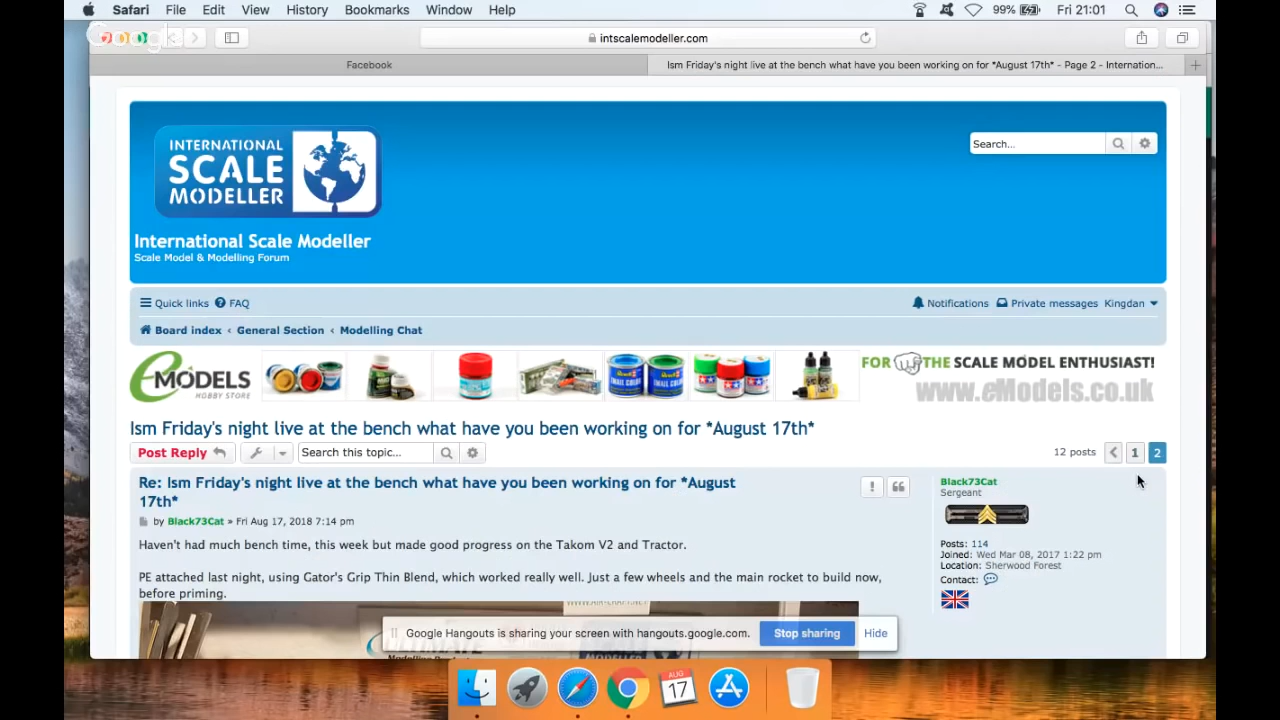 Safari File Edit View History Bookmarks Window Help 99% Fri 21:01
intscalemodeller.com
Facebook
Ism Friday's night live at the bench what have you been working on for *August 17th* - Page 2 - Internation...
INTERNATIONAL
SCALE
MODELLER
Search...
International Scale Modeller
Scale Model & Modelling Forum
Quick links FAQ Notifications Private messages Kingdan
Board index ‹ General Section ‹ Modelling Chat
eMODELS
HOBBY STORE
FOR THE SCALE MODEL ENTHUSIAST!
www.eModels.co.uk
Ism Friday's night live at the bench what have you been working on for *August 17th*
Post Reply Search this topic... 12 posts 1 2
Re: Ism Friday's night live at the bench what have you been working on for *August
17th*
by Black73Cat » Fri Aug 17, 2018 7:14 pm
Haven't had much bench time, this week but made good progress on the Takom V2 and Tractor.
PE attached last night, using Gator's Grip Thin Blend, which worked really well. Just a few wheels and the main rocket to build now,
before priming.
Black73Cat
Sergeant
Posts: 114
Joined: Wed Mar 08, 2017 1:22 pm
Location: Sherwood Forest
Contact:
Google Hangouts is sharing your screen with hangouts.google.com. Stop sharing Hide
AUG
17